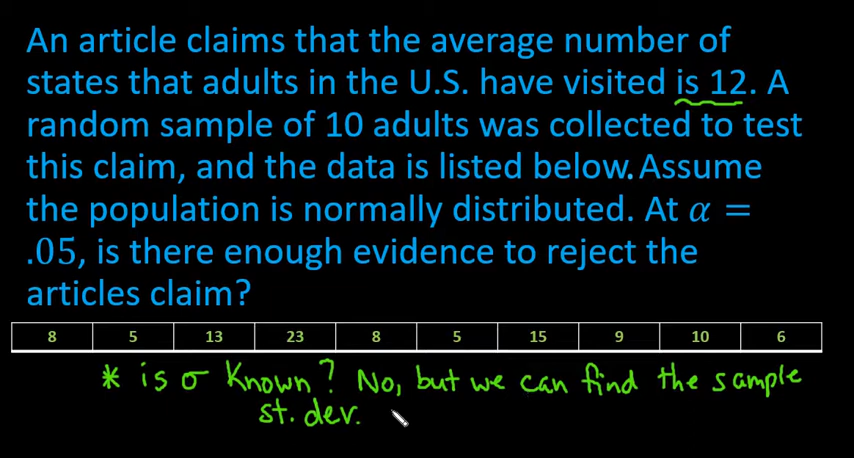 An article claims that the average number of
states that adults in the U.S. have visited is 12. A
random sample of 10 adults was collected to test
this claim, and the data is listed below. Assume
the population is normally distributed. At α =
.05, is there enough evidence to reject the
articles claim?
8 5 13 23 8 5 15 9 10 6
* is σ known? No, but we can find the sample
st. dev.